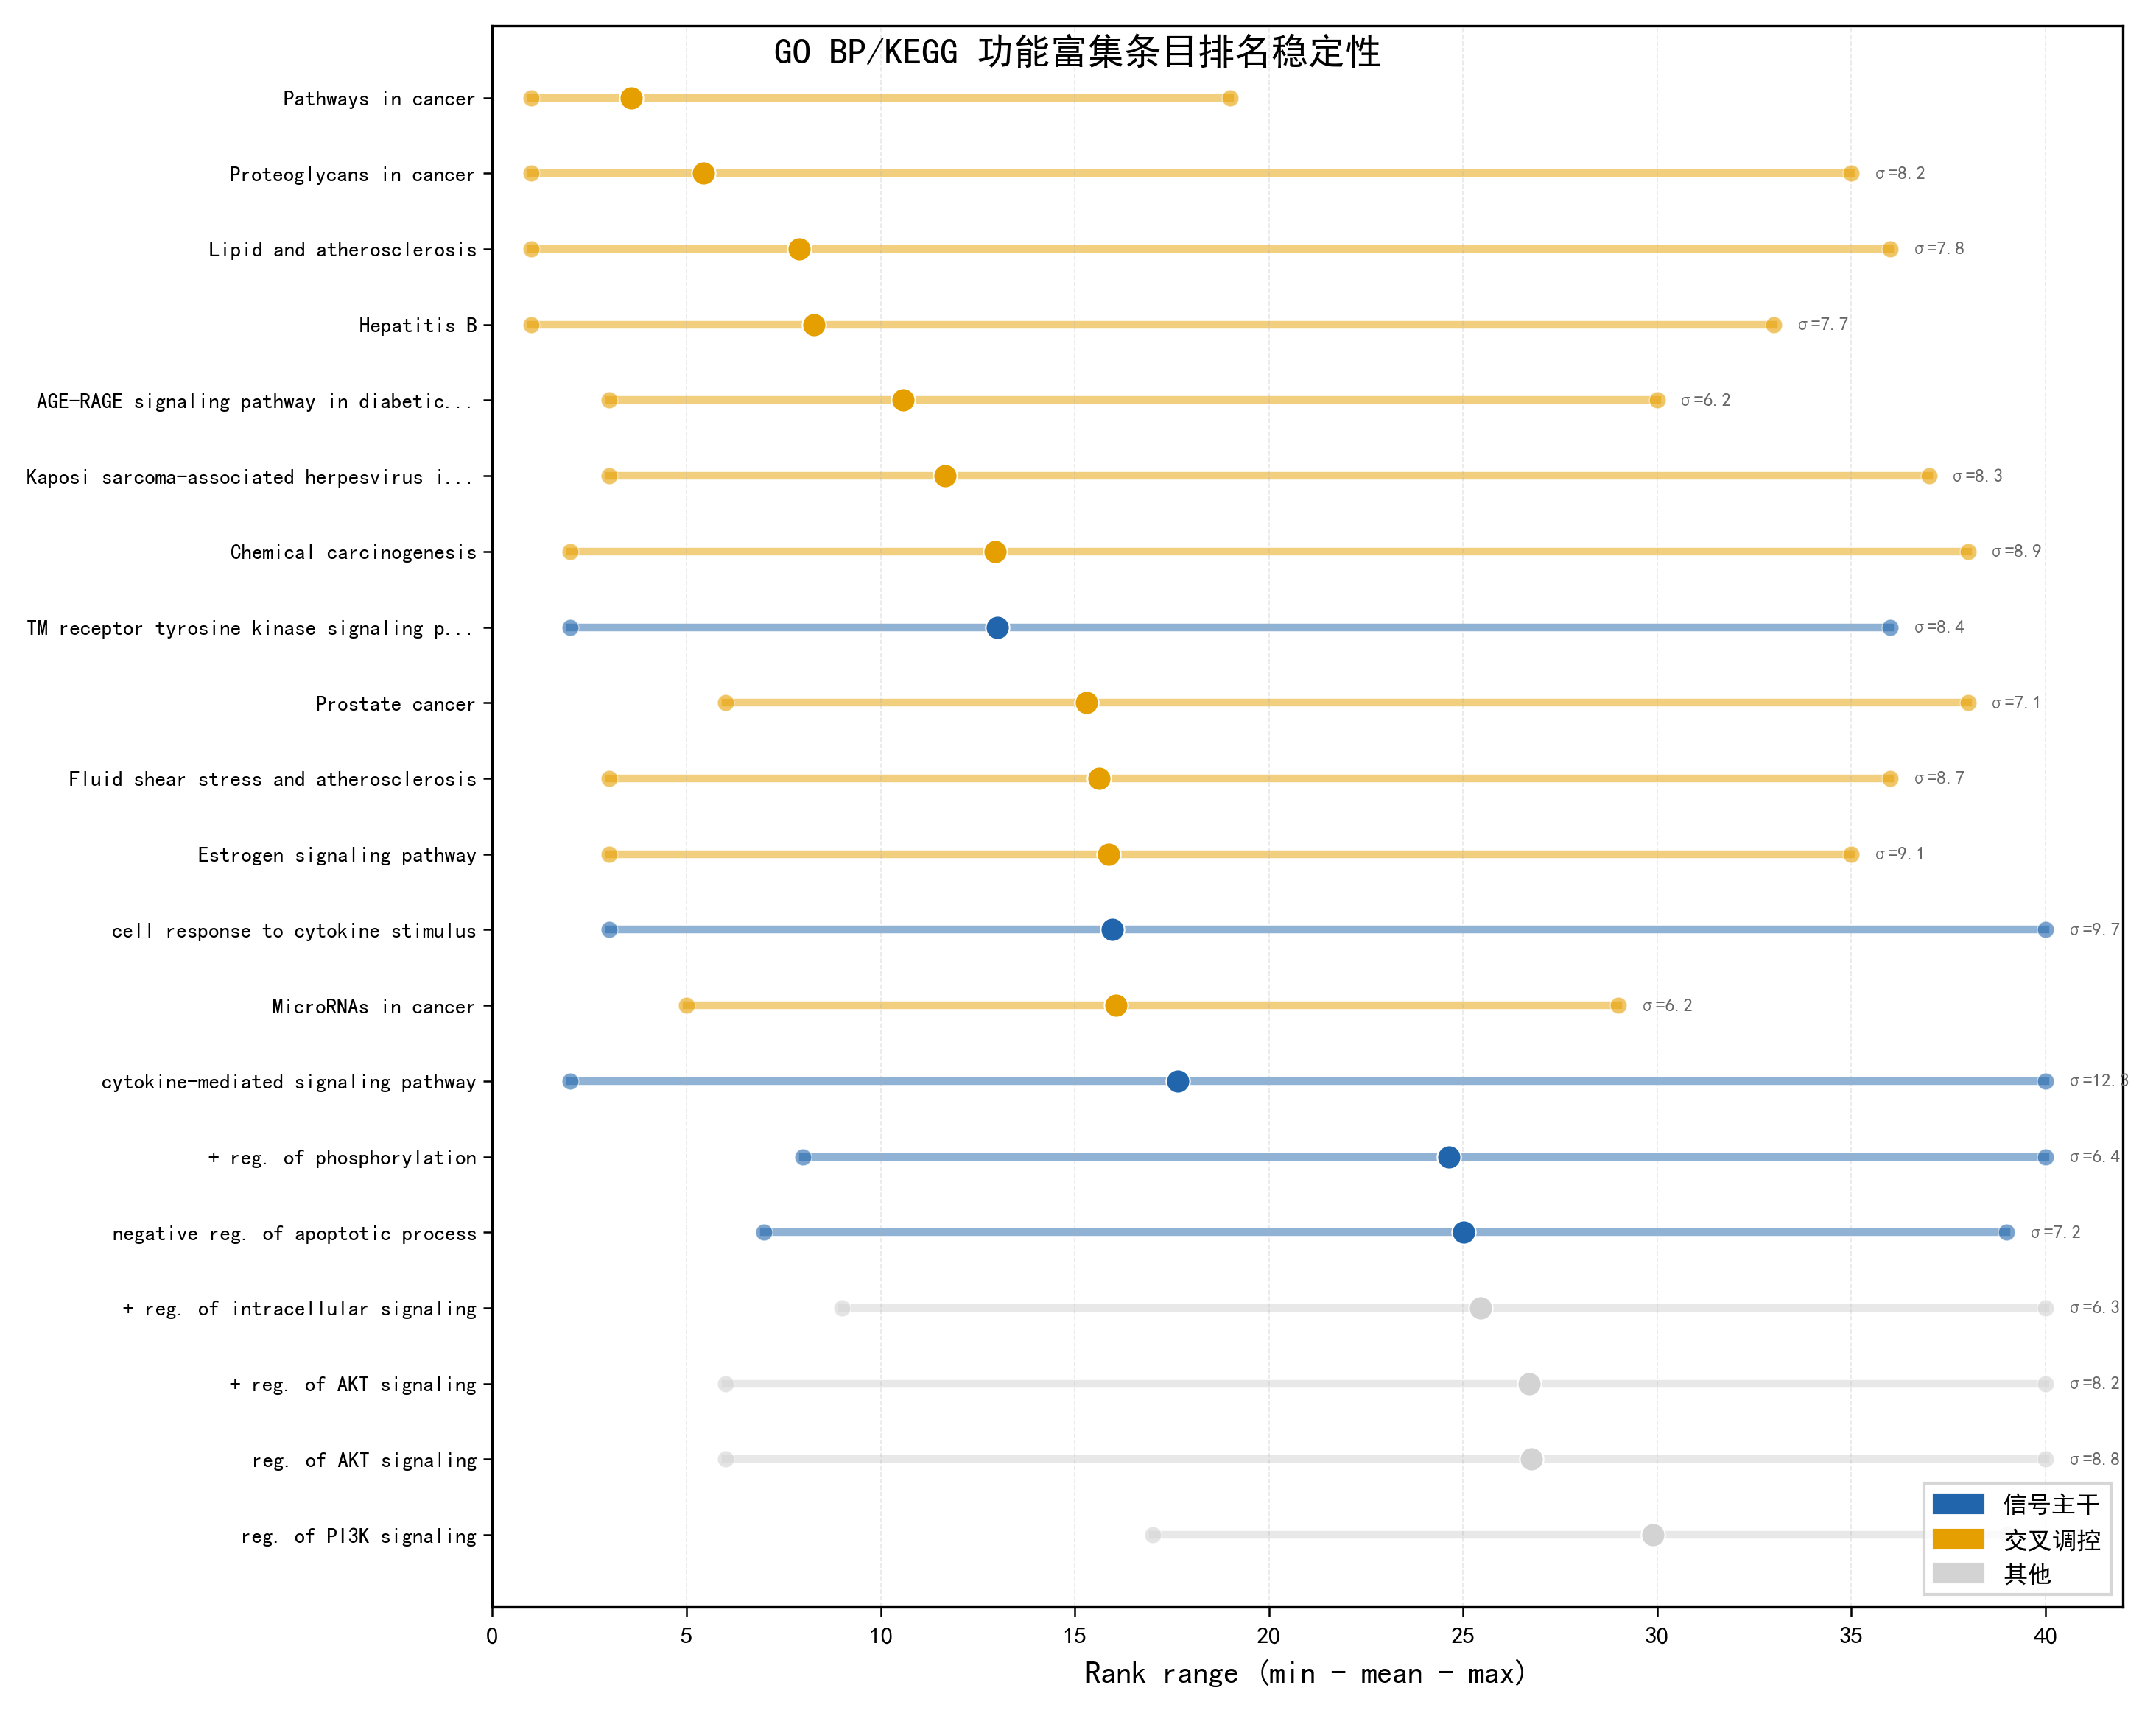 GO BP/KEGG 功能富集条目排名稳定性
Pathways in cancer
Proteoglycans in cancer σ=8.2
Lipid and atherosclerosis σ=7.8
Hepatitis B σ=7.7
AGE-RAGE signaling pathway in diabetic... σ=6.2
Kaposi sarcoma-associated herpesvirus i... σ=8.3
Chemical carcinogenesis σ=8.9
TM receptor tyrosine kinase signaling p... σ=8.4
Prostate cancer σ=7.1
Fluid shear stress and atherosclerosis σ=8.7
Estrogen signaling pathway σ=9.1
cell response to cytokine stimulus σ=9.7
MicroRNAs in cancer σ=6.2
cytokine-mediated signaling pathway σ=12.3
+ reg. of phosphorylation σ=6.4
negative reg. of apoptotic process σ=7.2
+ reg. of intracellular signaling σ=6.3
+ reg. of AKT signaling σ=8.2
reg. of AKT signaling σ=8.8
reg. of PI3K signaling
信号主干
交叉调控
其他
0 5 10 15 20 25 30 35 40
Rank range (min - mean - max)